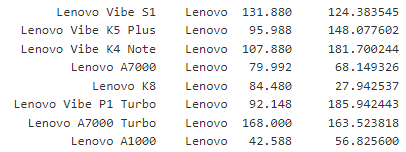 Lenovo Vibe S1 Lenovo 131.880 124.383545
Lenovo Vibe K5 Plus Lenovo 95.988 148.077602
Lenovo Vibe K4 Note Lenovo 107.880 181.700244
Lenovo A7000 Lenovo 79.992 68.149326
Lenovo K8 Lenovo 84.480 27.942537
Lenovo Vibe P1 Turbo Lenovo 92.148 185.942443
Lenovo A7000 Turbo Lenovo 168.000 163.523818
Lenovo A1000 Lenovo 42.588 56.825600